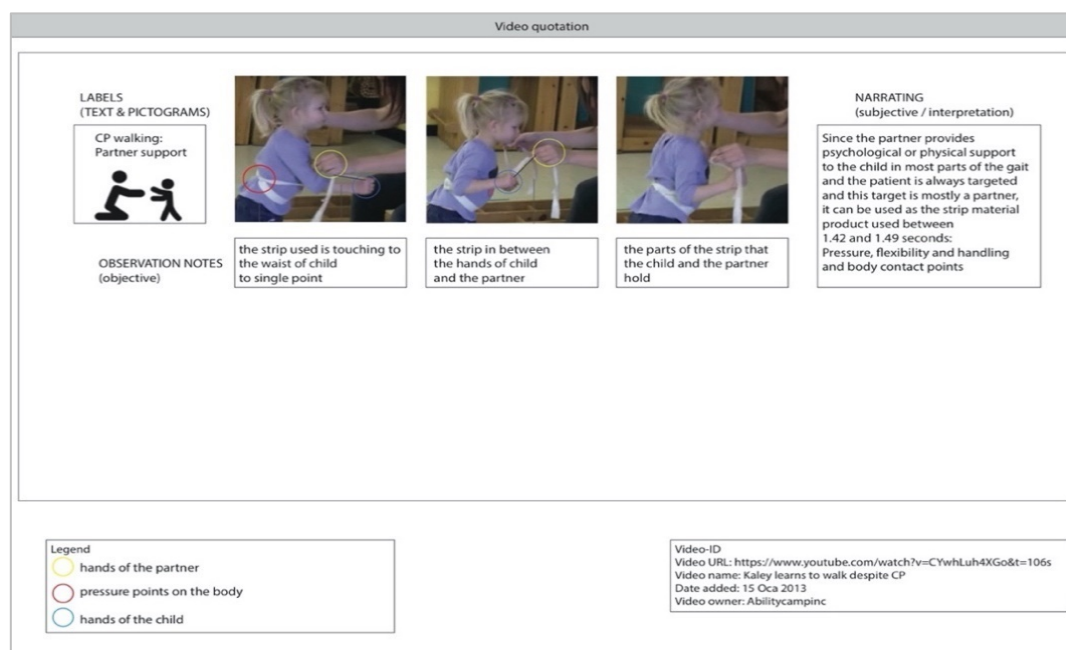 Video quotation
LABELS
(TEXT & PICTOGRAMS)
CP walking:
Partner support
OBSERVATION NOTES
(objective)
the strip used is touching to
the waist of child
to single point
the strip in between
the hands of child
and the partner
the parts of the strip that
the child and the partner
hold
NARRATING
(subjective / interpretation)
Since the partner provides
psychological or physical support
to the child in most parts of the gait
and the patient is always targeted
and this target is mostly a partner,
it can be used as the strip material
product used between
1.42 and 1.49 seconds:
Pressure, flexibility and handling
and body contact points
Legend
hands of the partner
pressure points on the body
hands of the child
Video-ID
Video URL: https://www.youtube.com/watch?v=CYwhLuh4XGo&t=106s
Video name: Kaley learns to walk despite CP
Date added: 15 Oca 2013
Video owner: Abilitycampinc